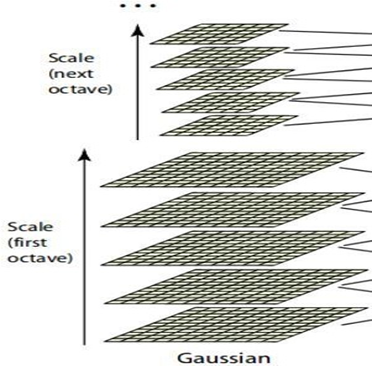 ...
Scale
(next
octave)
Scale
(first
octave)
Gaussian